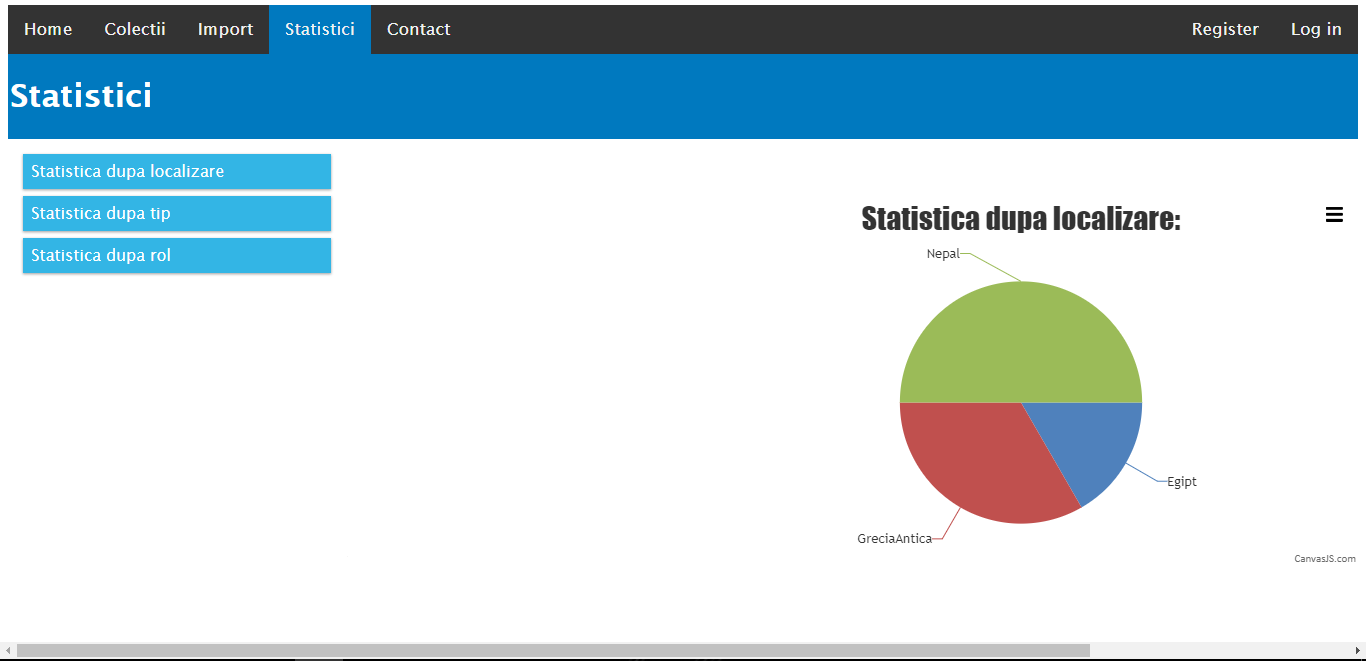 Home Colectii Import Statistici Contact Register Log in
Statistici
Statistica dupa localizare
Statistica dupa tip
Statistica dupa rol
Statistica dupa localizare:
Nepal
Egipt
GreciaAntica
CanvasJS.com